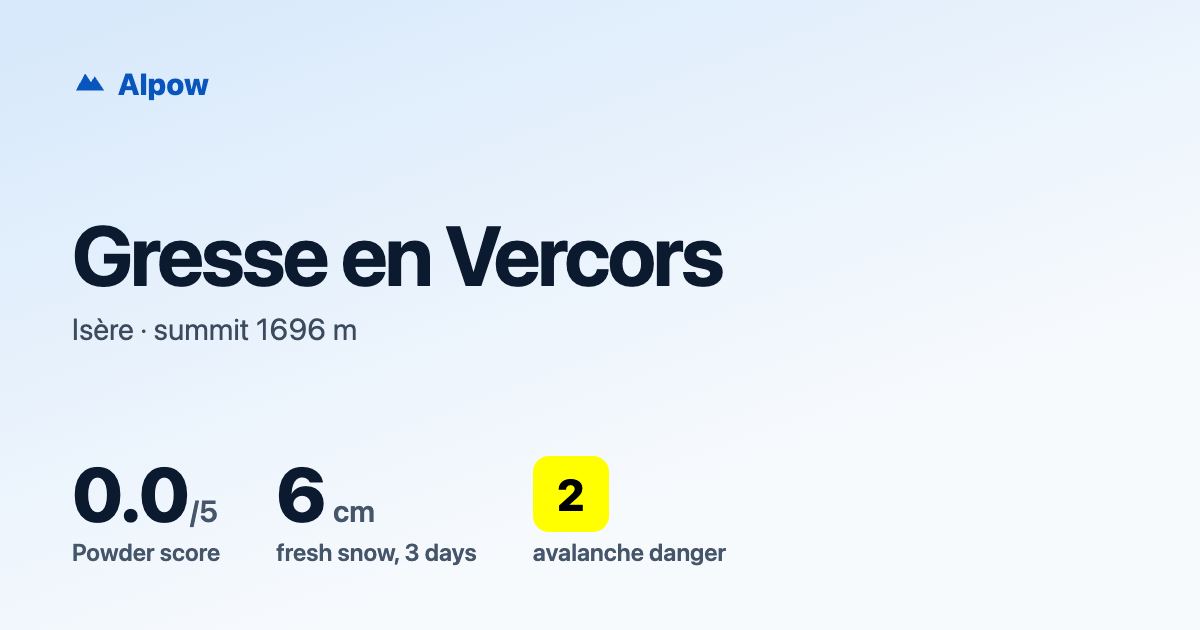 Alpow
Gresse en Vercors
Isère · summit 1696 m
0.0/5
Powder score
6 cm
fresh snow, 3 days
2
avalanche danger